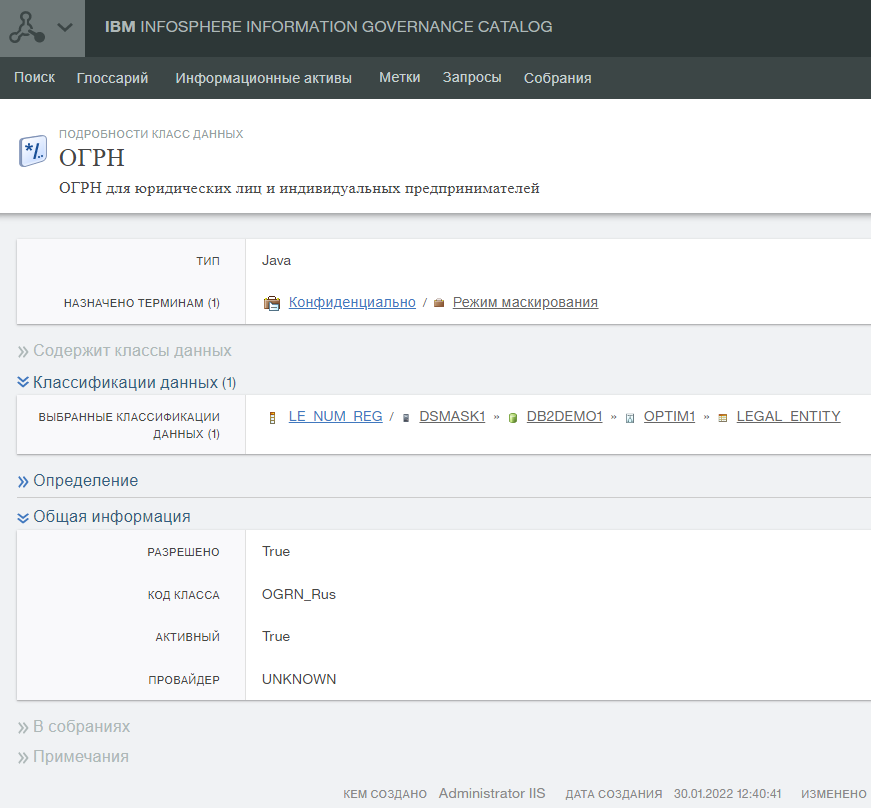 IBM INFOSPHERE INFORMATION GOVERNANCE CATALOG
Поиск Глоссарий Информационные активы Метки Запросы Собрания
ПОДРОБНОСТИ КЛАСС ДАННЫХ
ОГРН
ОГРН для юридических лиц и индивидуальных предпринимателей
ТИП Java
НАЗНАЧЕНО ТЕРМИНАМ (1) Конфиденциально / Режим маскирования
Содержит классы данных
Классификации данных (1)
ВЫБРАННЫЕ КЛАССИФИКАЦИИ
ДАННЫХ (1) LE_NUM_REG / DSMASK1 » DB2DEMO1 » OPTIM1 » LEGAL_ENTITY
Определение
Общая информация
РАЗРЕШЕНО True
КОД КЛАССА OGRN_Rus
АКТИВНЫЙ True
ПРОВАЙДЕР UNKNOWN
В собраниях
Примечания
КЕМ СОЗДАНО Administrator IIS ДАТА СОЗДАНИЯ 30.01.2022 12:40:41 ИЗМЕНЕНО